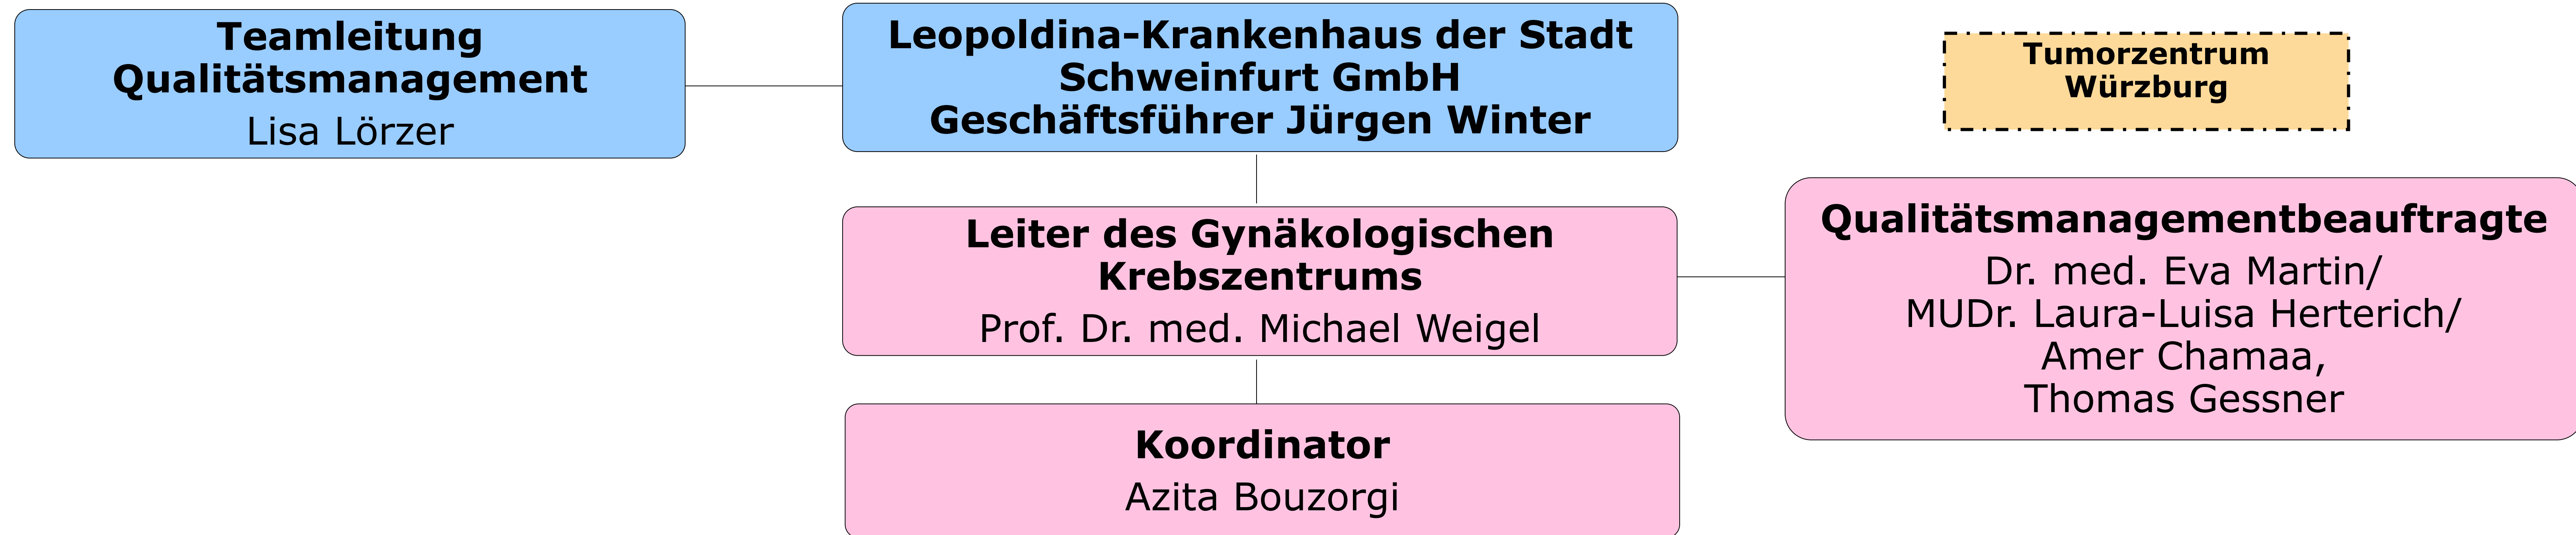 Teamleitung
Qualitätsmanagement
Lisa Lörzer
Leopoldina-Krankenhaus der Stadt
Schweinfurt GmbH
Geschäftsführer Jürgen Winter
Tumorzentrum
Würzburg
Leiter des Gynäkologischen
Krebszentrums
Prof. Dr. med. Michael Weigel
Qualitätsmanagementbeauftragte
Dr. med. Eva Martin/
MUDr. Laura-Luisa Herterich/
Amer Chamaa,
Thomas Gessner
Koordinator
Azita Bouzorgi